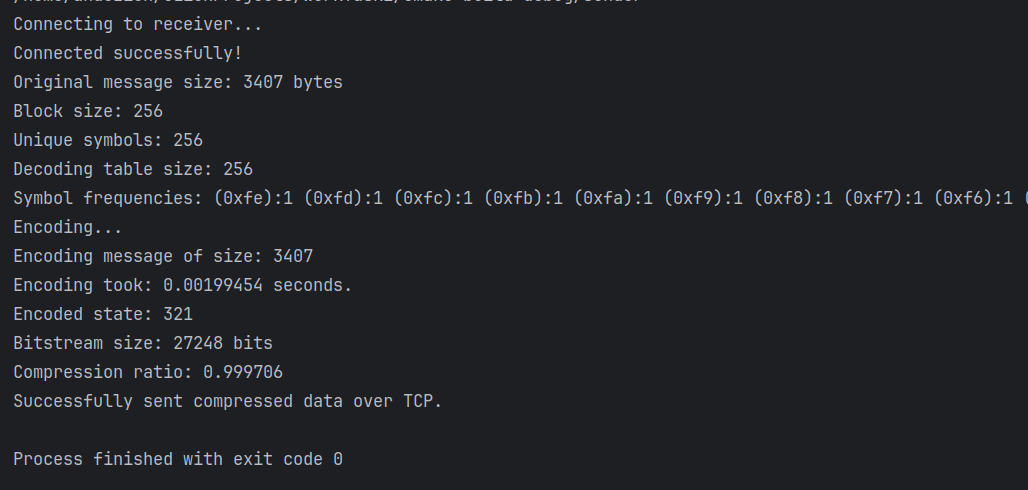 Connecting to receiver...
Connected successfully!
Original message size: 3407 bytes
Block size: 256
Unique symbols: 256
Decoding table size: 256
Symbol frequencies: (0xfe):1 (0xfd):1 (0xfc):1 (0xfb):1 (0xfa):1 (0xf9):1 (0xf8):1 (0xf7):1 (0xf6):1
Encoding...
Encoding message of size: 3407
Encoding took: 0.00199454 seconds.
Encoded state: 321
Bitstream size: 27248 bits
Compression ratio: 0.999706
Successfully sent compressed data over TCP.
Process finished with exit code 0